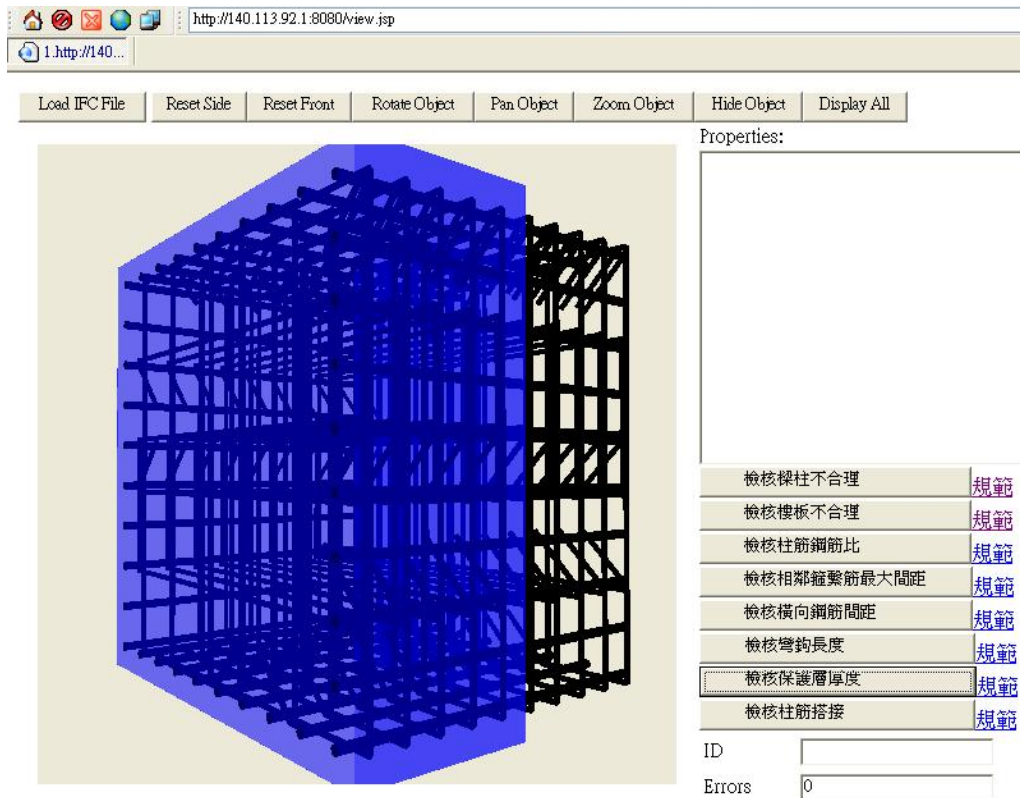 http://140.113.92.1:8080/view.jsp
1.http://140...
Load IFC File Reset Side Reset Front Rotate Object Pan Object Zoom Object Hide Object Display All
Properties:
檢核樑柱不合理 規範
檢核樓板不合理 規範
檢核柱筋鋼筋比 規範
檢核相鄰箍繫筋最大間距 規範
檢核橫向鋼筋間距 規範
檢核彎鉤長度 規範
檢核保護層厚度 規範
檢核柱筋搭接 規範
ID
Errors 0